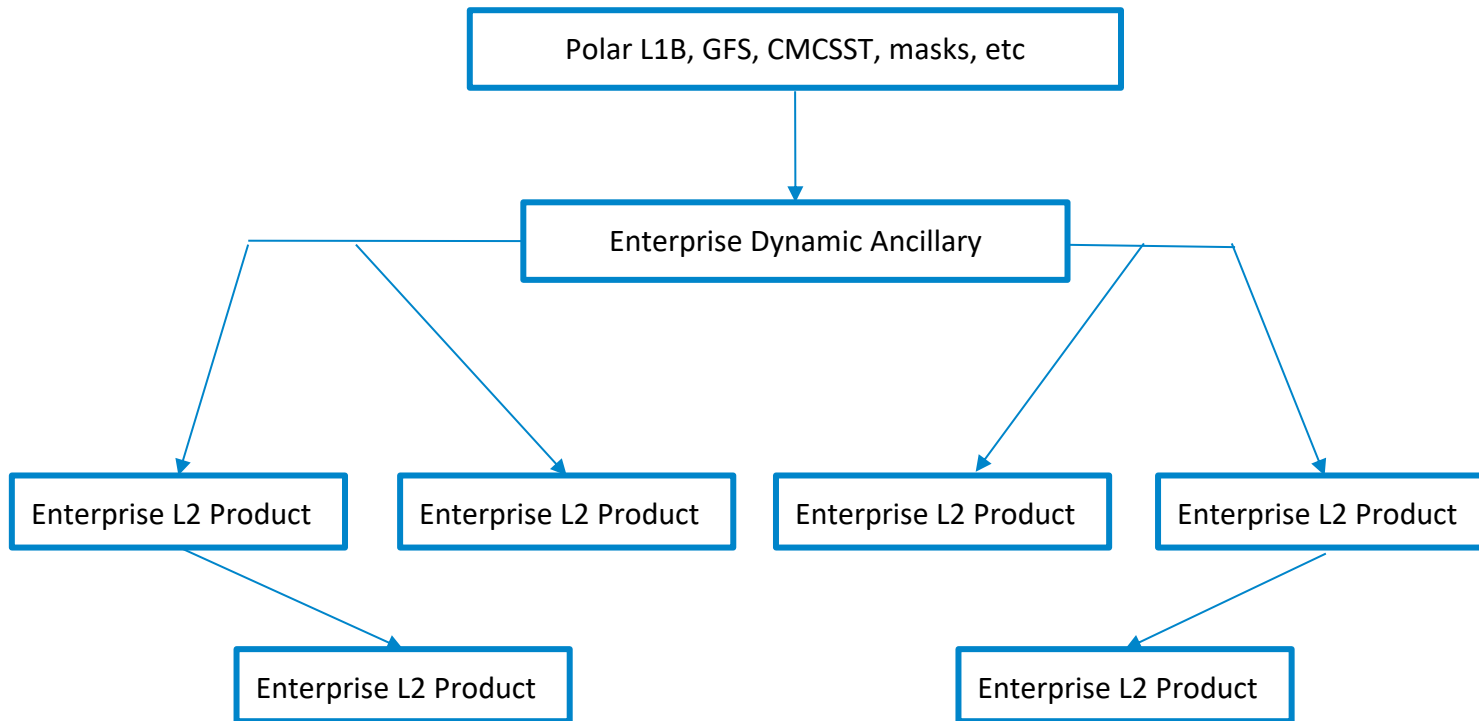 Polar L1B, GFS, CMCSST, masks, etc
Enterprise Dynamic Ancillary
Enterprise L2 Product
Enterprise L2 Product
Enterprise L2 Product
Enterprise L2 Product
Enterprise L2 Product
Enterprise L2 Product